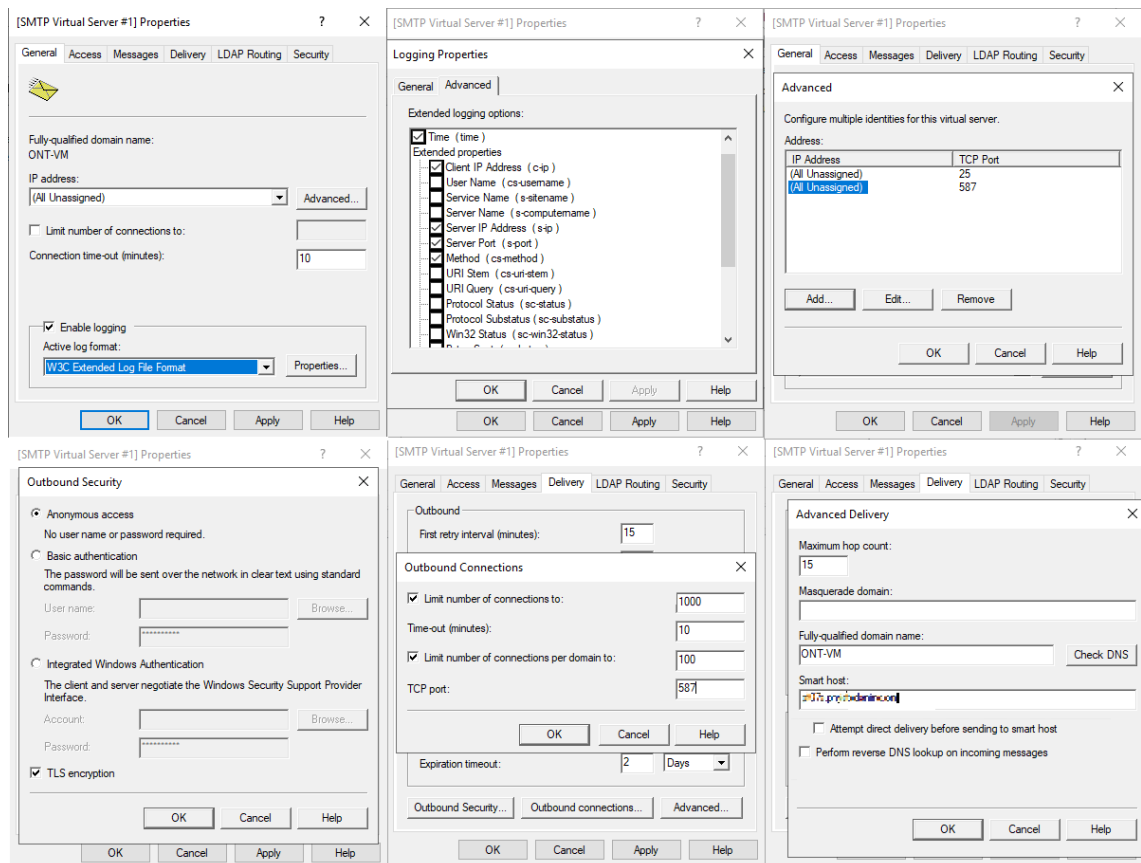 [SMTP Virtual Server #1] Properties ? X
General Access Messages Delivery LDAP Routing Security
Fully-qualified domain name:
ONT-VM
IP address:
(All Unassigned) Advanced...
Limit number of connections to:
Connection time-out (minutes): 10
Enable logging
Active log format:
W3C Extended Log File Format Properties...
OK Cancel Apply Help
[SMTP Virtual Server #1] Properties ? X
Logging Properties X
General Advanced
Extended logging options:
Time ( time )
Extended properties
Client IP Address ( c-ip )
User Name ( cs-username )
Service Name ( s-sitename )
Server Name ( s-computername )
Server IP Address ( s-ip )
Server Port ( s-port )
Method ( cs-method )
URI Stem ( cs-uri-stem )
URI Query ( cs-uri-query )
Protocol Status ( sc-status )
Protocol Substatus ( sc-substatus )
Win32 Status ( sc-win32-status )
OK Cancel Apply Help
OK Cancel Apply Help
[SMTP Virtual Server #1] Properties ? X
General Access Messages Delivery LDAP Routing Security
Advanced X
Configure multiple identities for this virtual server.
Address:
IP Address TCP Port
(All Unassigned) 25
(All Unassigned) 587
Add... Edit... Remove
OK Cancel Help
OK Cancel Apply Help
[SMTP Virtual Server #1] Properties ? X
Outbound Security X
Anonymous access
No user name or password required.
Basic authentication
The password will be sent over the network in clear text using standard
commands.
User name: Browse...
Password: **********
Integrated Windows Authentication
The client and server negotiate the Windows Security Support Provider
Interface.
Account: Browse...
Password: **********
TLS encryption
OK Cancel Help
OK Cancel Apply Help
[SMTP Virtual Server #1] Properties ? X
General Access Messages Delivery LDAP Routing Security
Outbound
First retry interval (minutes): 15
Outbound Connections X
Limit number of connections to: 1000
Time-out (minutes): 10
Limit number of connections per domain to: 100
TCP port: 587
OK Cancel Help
Expiration timeout: 2 Days
Outbound Security... Outbound connections... Advanced...
OK Cancel Apply Help
[SMTP Virtual Server #1] Properties ? X
General Access Messages Delivery LDAP Routing Security
Advanced Delivery X
Maximum hop count:
15
Masquerade domain:
Fully-qualified domain name:
ONT-VM Check DNS
Smart host:
Attempt direct delivery before sending to smart host
Perform reverse DNS lookup on incoming messages
OK Cancel Help
OK Cancel Apply Help